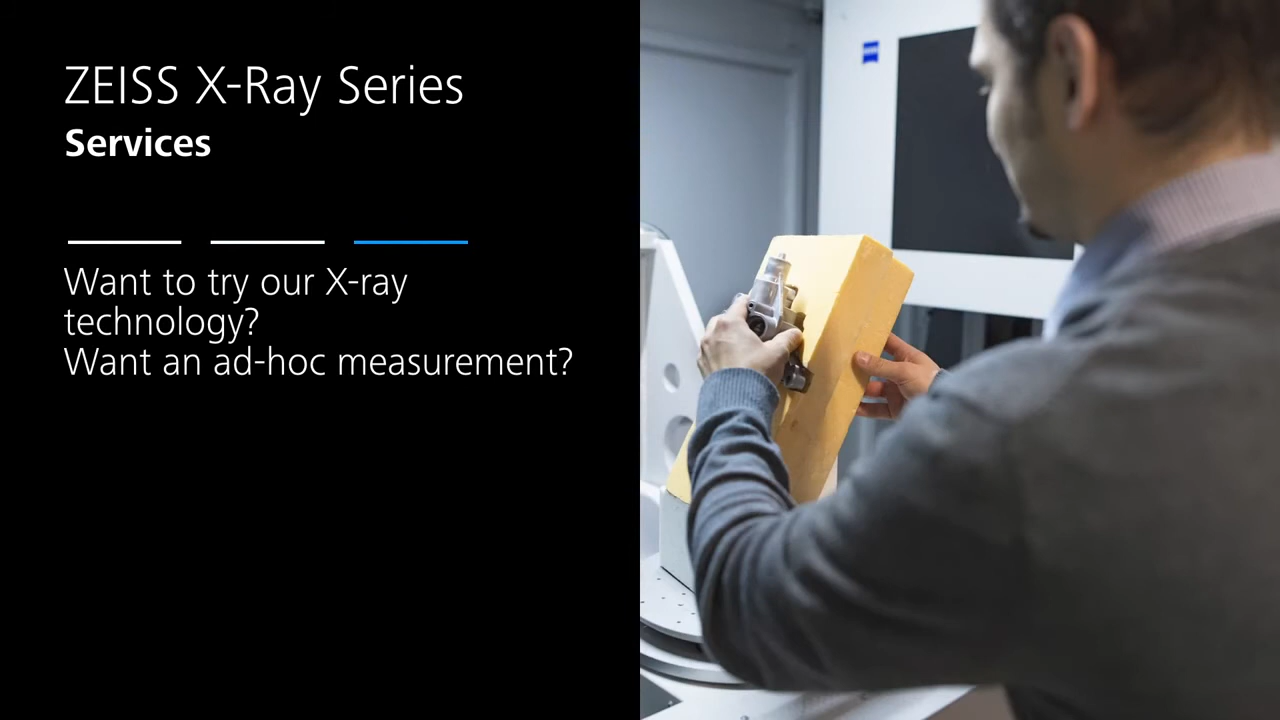 ZEISS X-Ray Series
Services
Want to try our X-ray
technology?
Want an ad-hoc measurement?